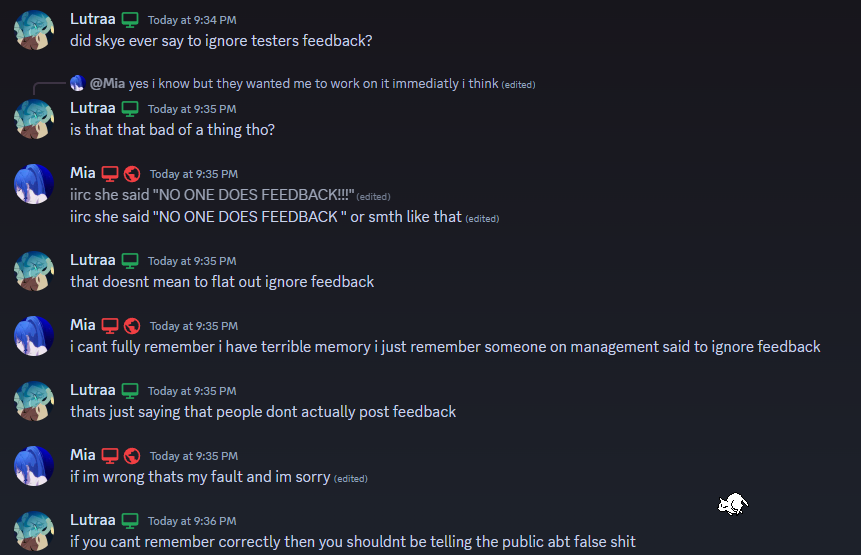 Lutraa Today at 9:34 PM
did skye ever say to ignore testers feedback?
@Mia yes i know but they wanted me to work on it immediatly i think (edited)
Lutraa Today at 9:35 PM
is that that bad of a thing tho?
Mia Today at 9:35 PM
iirc she said "NO ONE DOES FEEDBACK!!!" (edited)
iirc she said "NO ONE DOES FEEDBACK " or smth like that (edited)
Lutraa Today at 9:35 PM
that doesnt mean to flat out ignore feedback
Mia Today at 9:35 PM
i cant fully remember i have terrible memory i just remember someone on management said to ignore feedback
Lutraa Today at 9:35 PM
thats just saying that people dont actually post feedback
Mia Today at 9:35 PM
if im wrong thats my fault and im sorry (edited)
Lutraa Today at 9:36 PM
if you cant remember correctly then you shouldnt be telling the public abt false shit